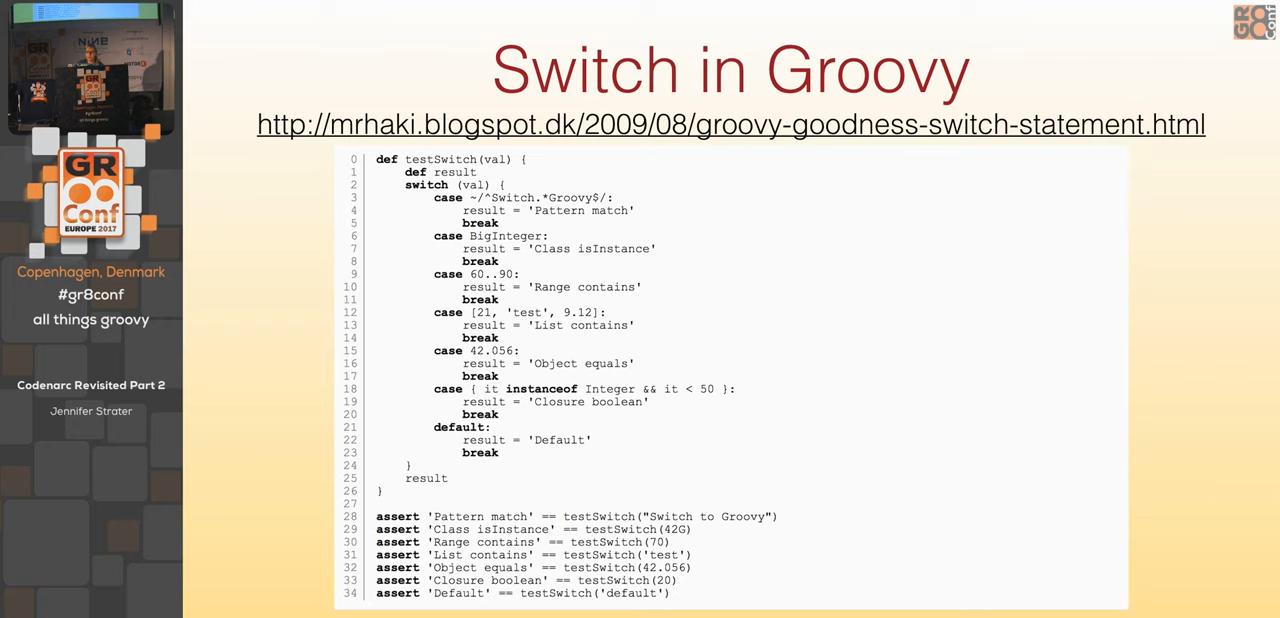 GR
Conf
EUROPE 2017
Copenhagen, Denmark
#gr8conf
all things groovy
Codenarc Revisited Part 2
Jennifer Strater
GR
Conf
Switch in Groovy
http://mrhaki.blogspot.dk/2009/08/groovy-goodness-switch-statement.html
0 def testSwitch(val) {
1     def result
2     switch (val) {
3         case ~/^Switch.*Groovy$/:
4             result = 'Pattern match'
5             break
6         case BigInteger:
7             result = 'Class isInstance'
8             break
9         case 60..90:
10             result = 'Range contains'
11             break
12         case [21, 'test', 9.12]:
13             result = 'List contains'
14             break
15         case 42.056:
16             result = 'Object equals'
17             break
18         case { it instanceof Integer && it < 50 }:
19             result = 'Closure boolean'
20             break
21         default:
22             result = 'Default'
23             break
24     }
25     result
26 }
27
28 assert 'Pattern match' == testSwitch("Switch to Groovy")
29 assert 'Class isInstance' == testSwitch(42G)
30 assert 'Range contains' == testSwitch(70)
31 assert 'List contains' == testSwitch('test')
32 assert 'Object equals' == testSwitch(42.056)
33 assert 'Closure boolean' == testSwitch(20)
34 assert 'Default' == testSwitch('default')